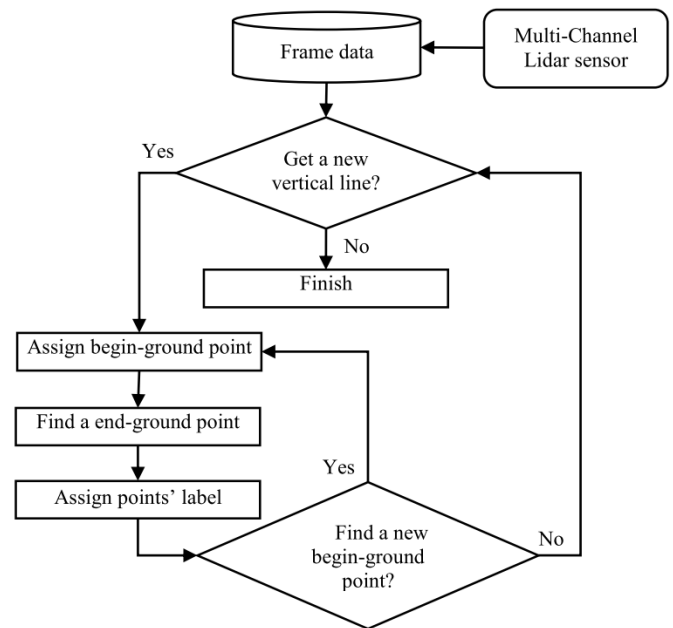 Frame data
Multi-Channel
Lidar sensor
Yes
Get a new
vertical line?
No
Finish
Assign begin-ground point
Find a end-ground point
Assign points’ label
Yes
Find a new
begin-ground
point?
No